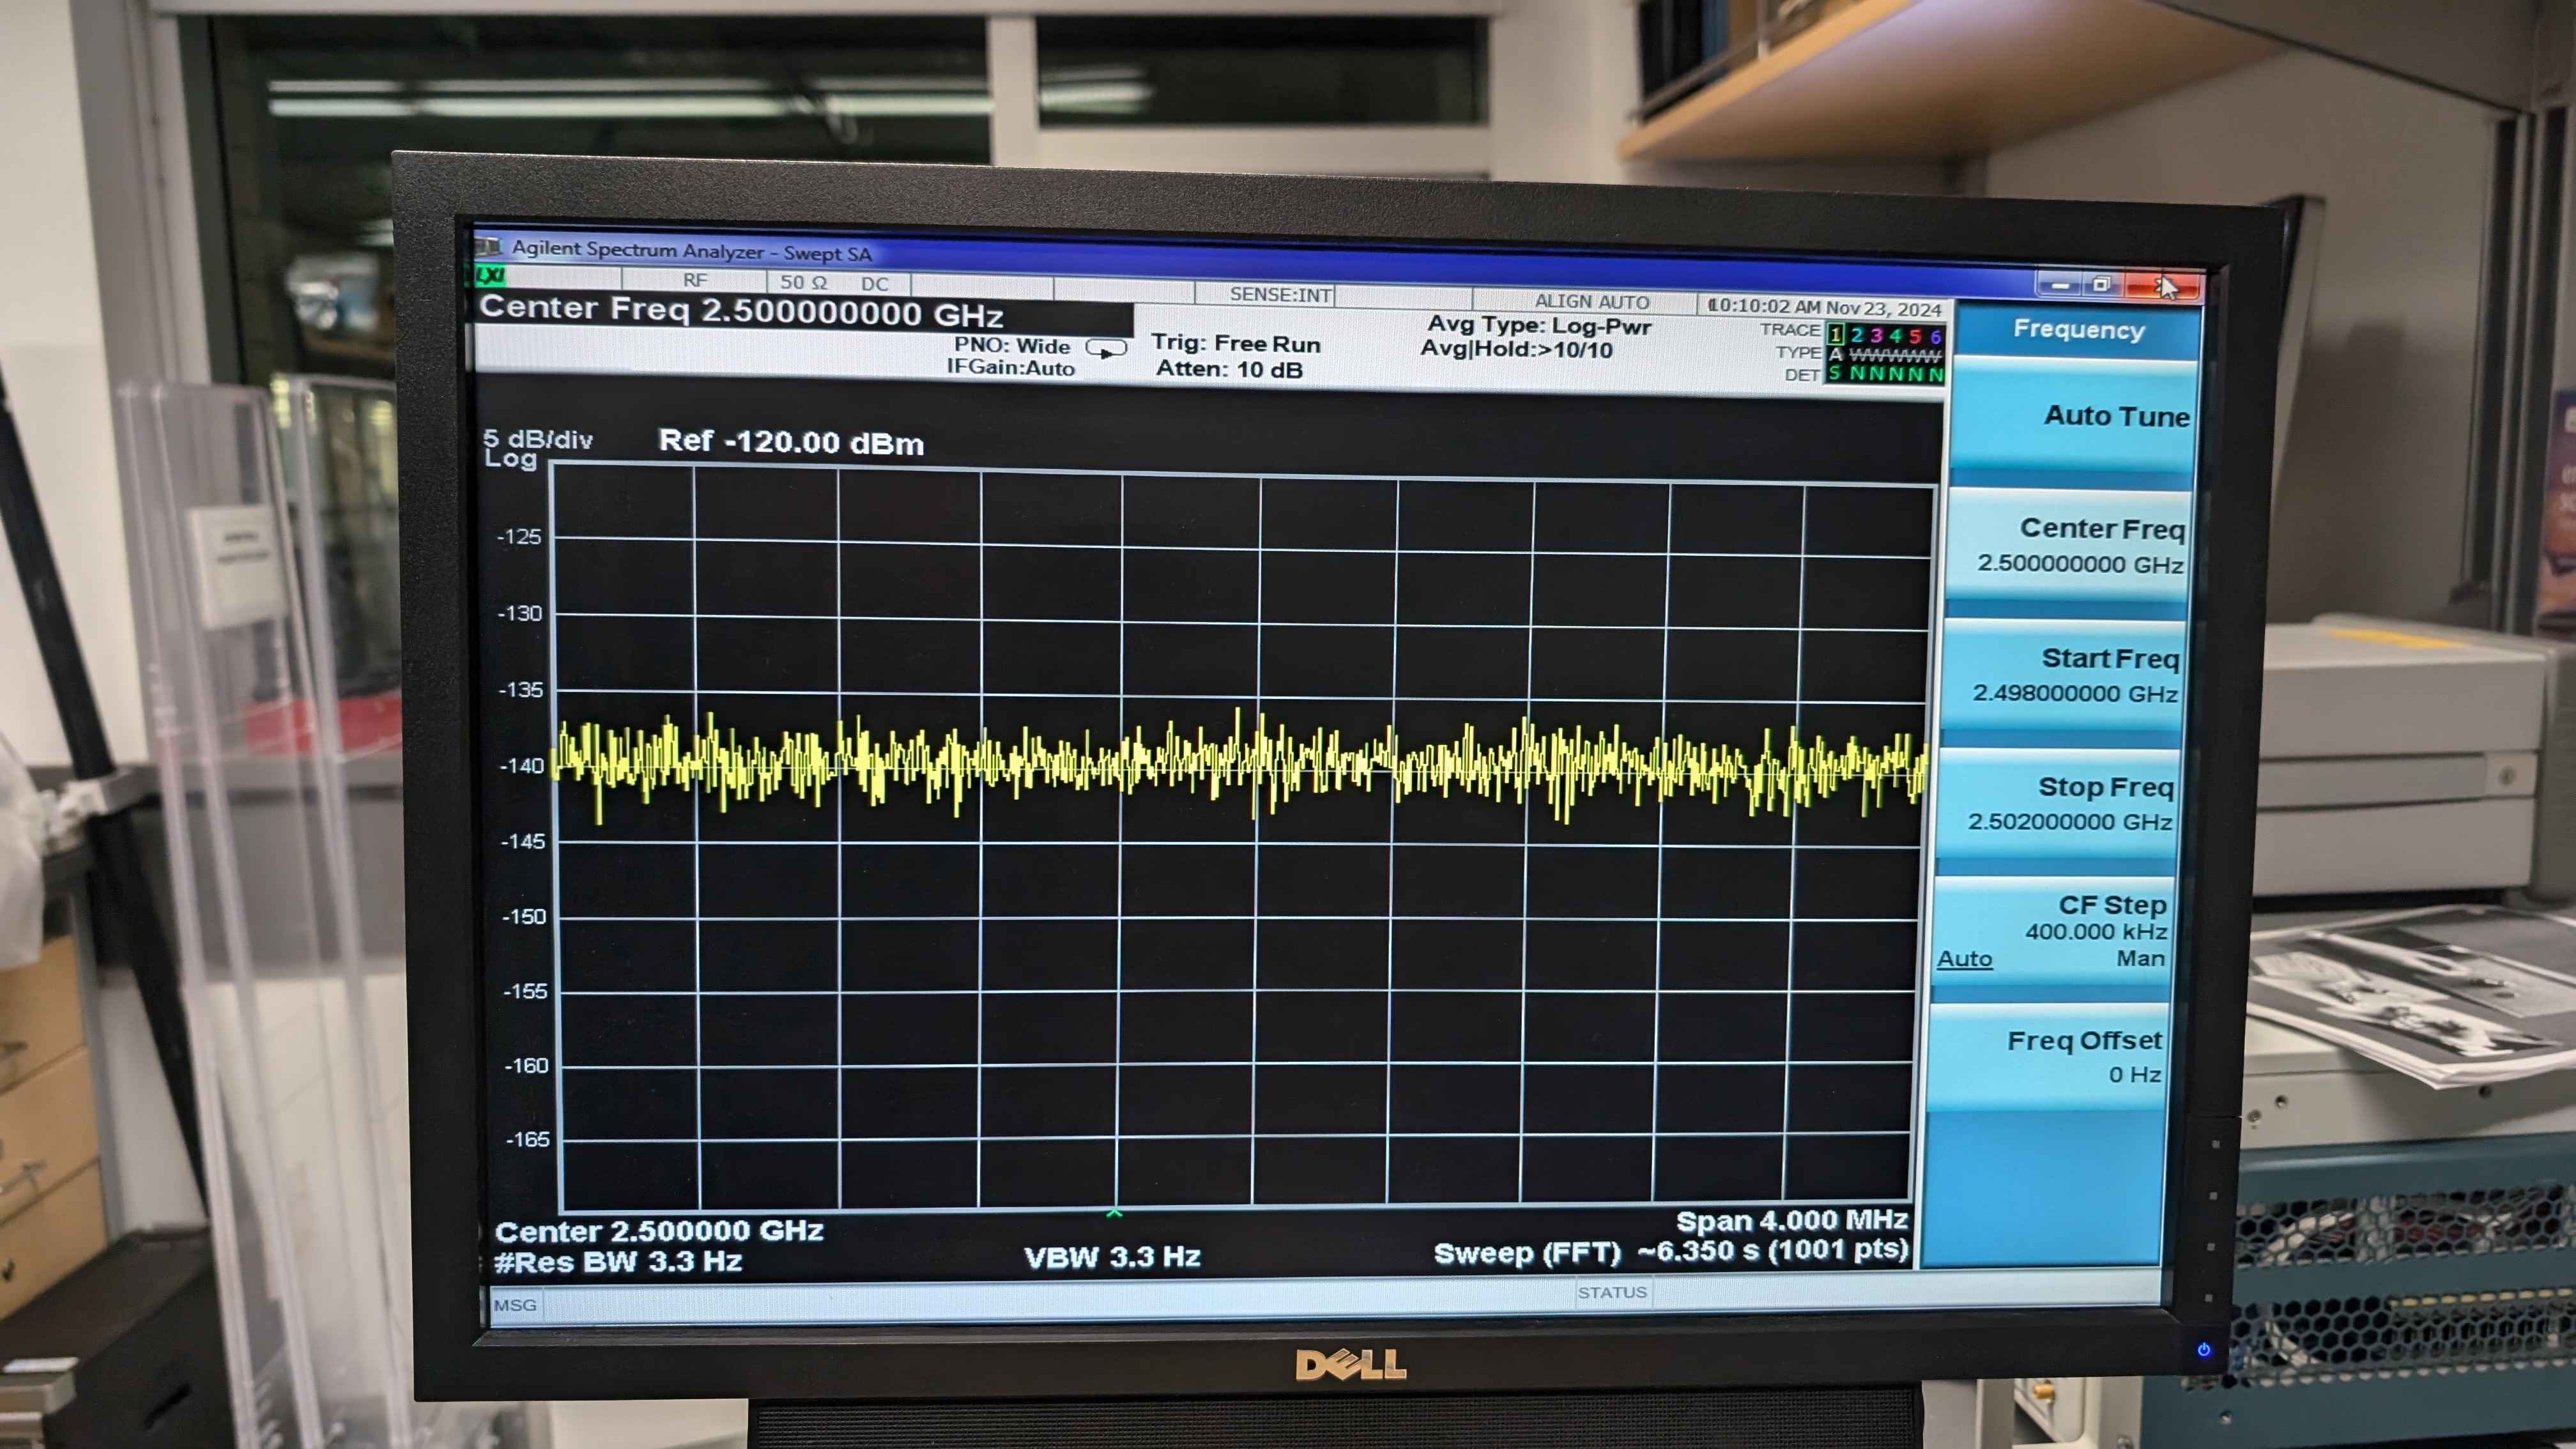 Agilent Spectrum Analyzer - Swept SA
LXI
RF
50 Ω DC
SENSE:INT
ALIGN AUTO
10:10:02 AM Nov 23, 2024
Center Freq 2.500000000 GHz
PNO: Wide
IFGain:Auto
Trig: Free Run
Atten: 10 dB
Avg Type: Log-Pwr
Avg|Hold:>10/10
TRACE 1 2 3 4 5 6
TYPE A WWWWW
DET S N N N N N
Frequency
Auto Tune
Center Freq
2.500000000 GHz
Start Freq
2.498000000 GHz
Stop Freq
2.502000000 GHz
CF Step
400.000 kHz
Auto Man
Freq Offset
0 Hz
5 dB/div
Log
Ref -120.00 dBm
-125
-130
-135
-140
-145
-150
-155
-160
-165
Center 2.500000 GHz
Span 4.000 MHz
#Res BW 3.3 Hz
VBW 3.3 Hz
Sweep (FFT) ~6.350 s (1001 pts)
MSG
STATUS
DELL